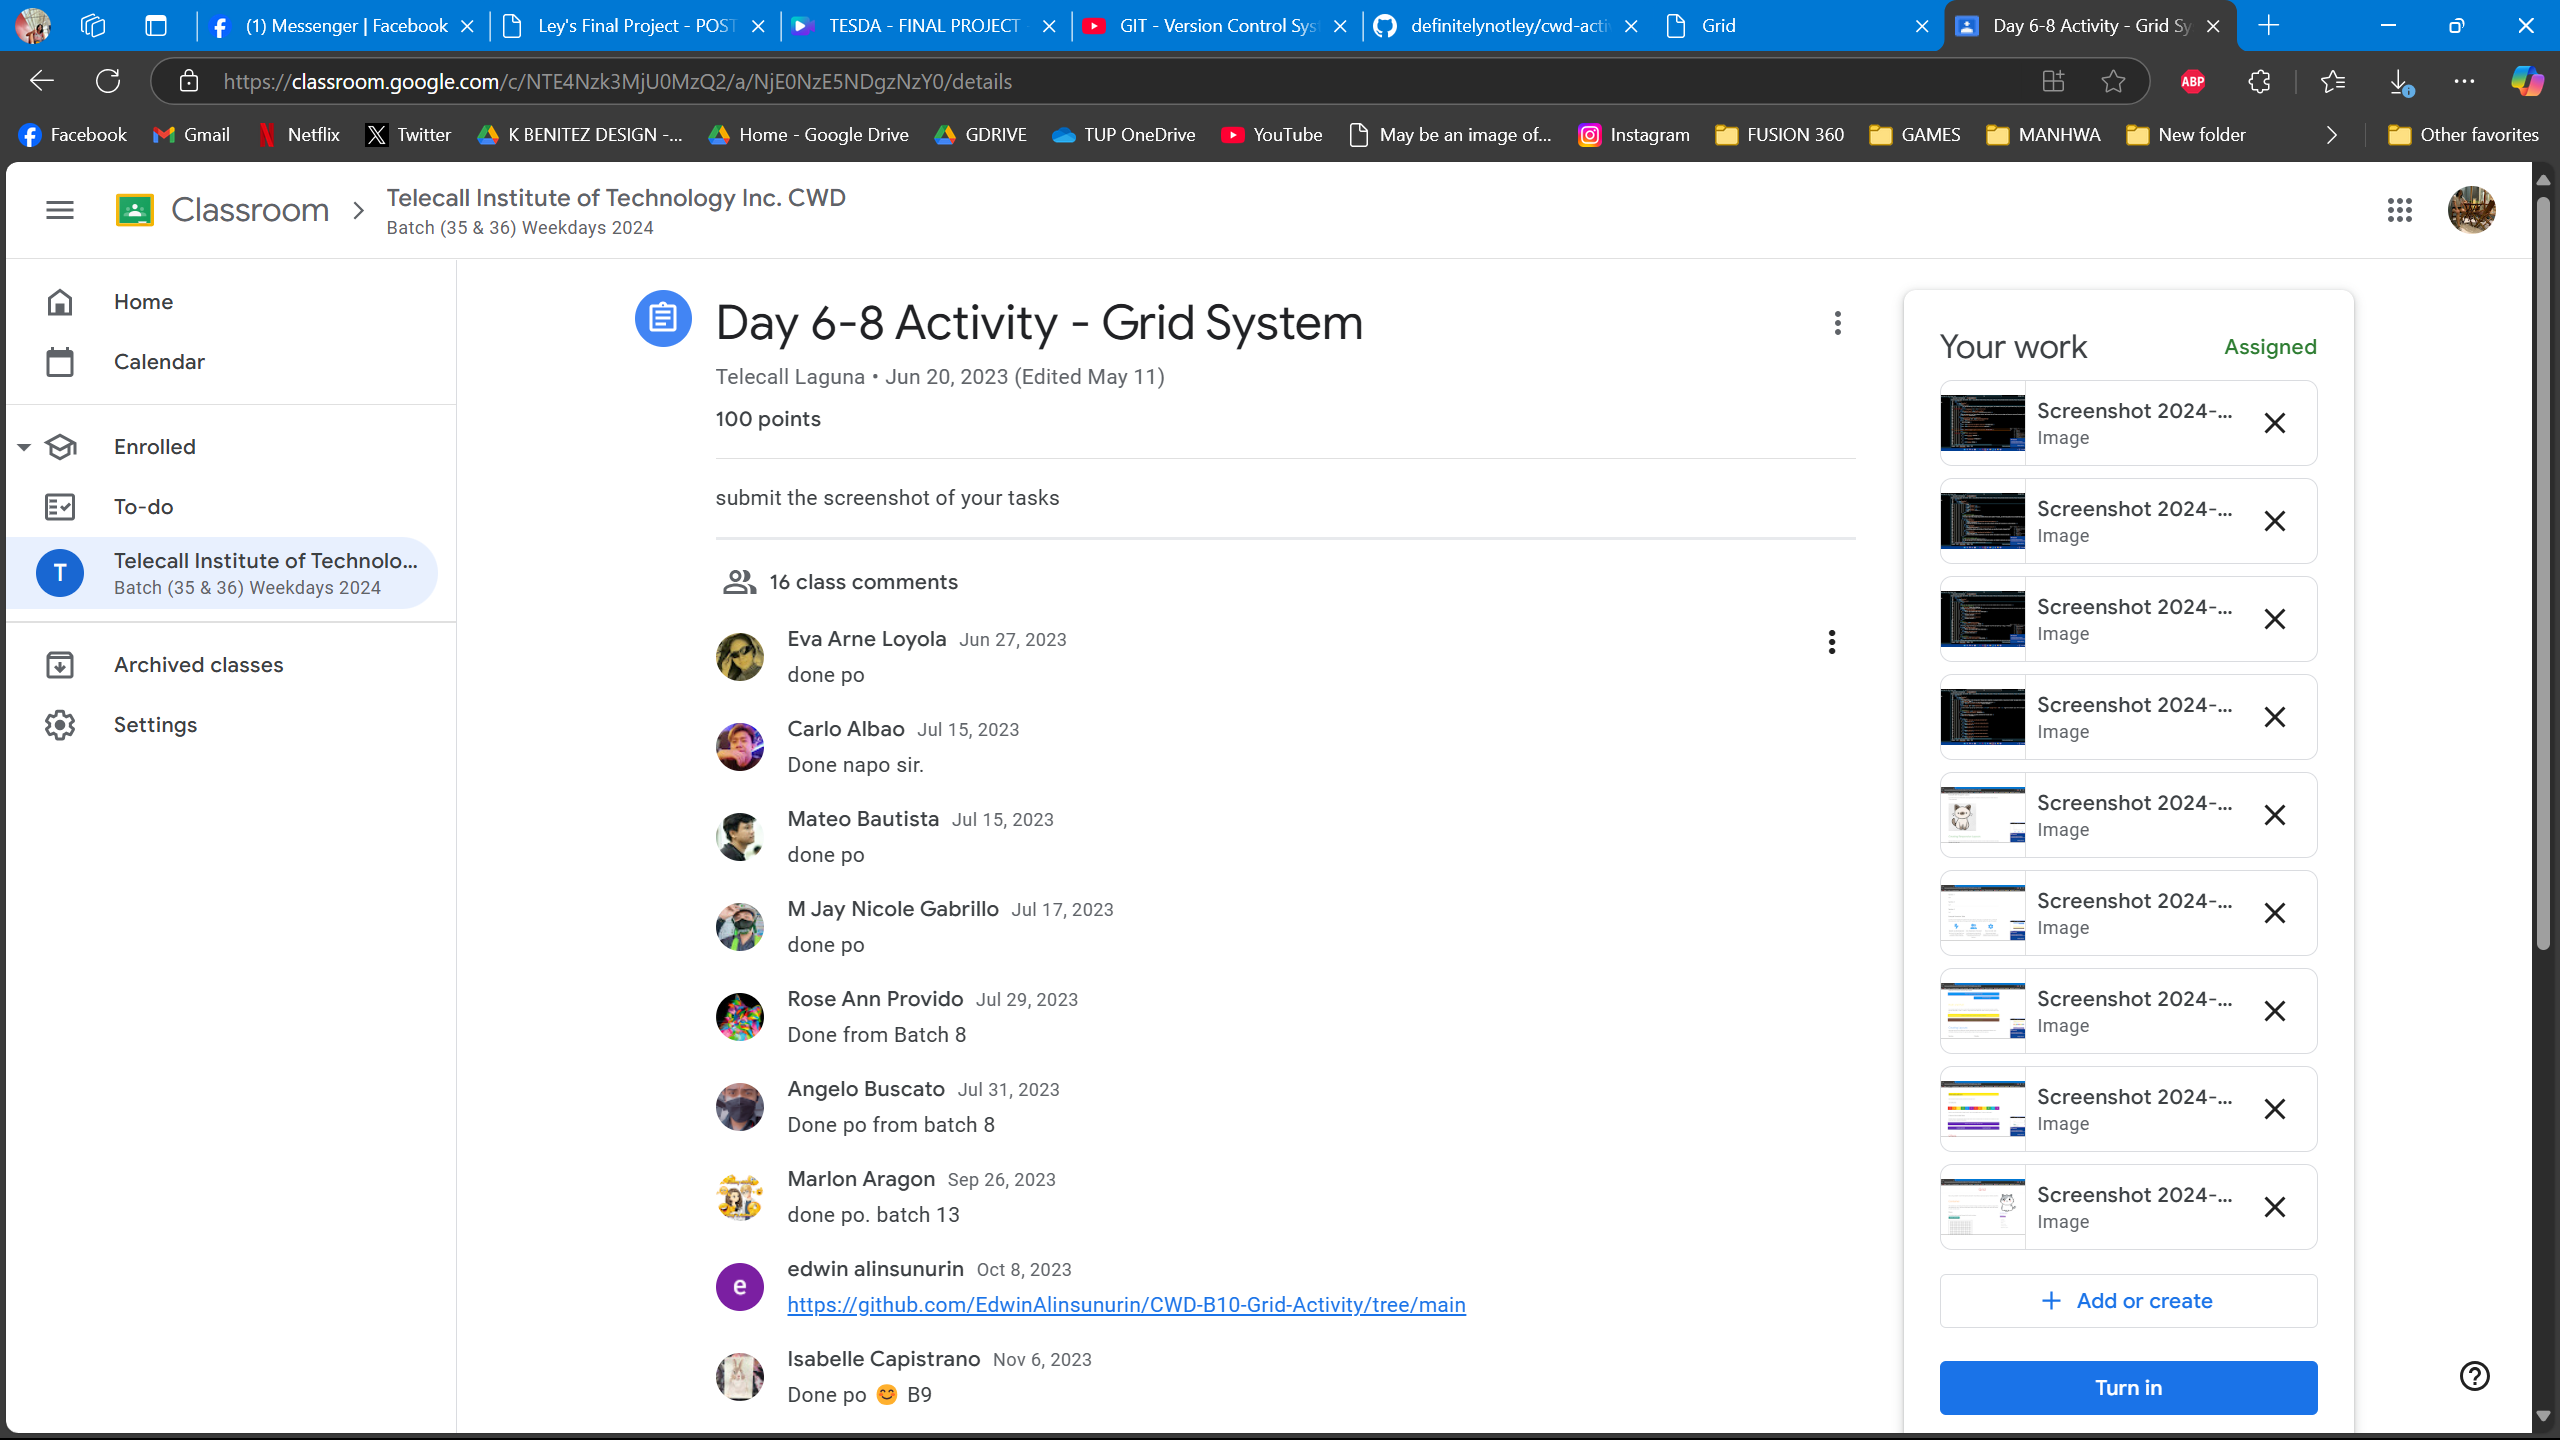 (1) Messenger | Facebook
Ley's Final Project - POST
TESDA - FINAL PROJECT
GIT - Version Control Sys
definitelynotley/cwd-acti
Grid
Day 6-8 Activity - Grid Sy
https://classroom.google.com/c/NTE4Nzk3MjU0MzQ2/a/NjE0NzE5NDgzNzY0/details
ABP
Facebook
Gmail
Netflix
Twitter
K BENITEZ DESIGN -...
Home - Google Drive
GDRIVE
TUP OneDrive
YouTube
May be an image of...
Instagram
FUSION 360
GAMES
MANHWA
New folder
Other favorites
Classroom
Telecall Institute of Technology Inc. CWD
Batch (35 & 36) Weekdays 2024
Home
Calendar
Enrolled
To-do
T
Telecall Institute of Technolo...
Batch (35 & 36) Weekdays 2024
Archived classes
Settings
Day 6-8 Activity - Grid System
Telecall Laguna • Jun 20, 2023 (Edited May 11)
100 points
submit the screenshot of your tasks
16 class comments
Eva Arne Loyola Jun 27, 2023
done po
Carlo Albao Jul 15, 2023
Done napo sir.
Mateo Bautista Jul 15, 2023
done po
M Jay Nicole Gabrillo Jul 17, 2023
done po
Rose Ann Provido Jul 29, 2023
Done from Batch 8
Angelo Buscato Jul 31, 2023
Done po from batch 8
Marlon Aragon Sep 26, 2023
done po. batch 13
e
edwin alinsunurin Oct 8, 2023
https://github.com/EdwinAlinsunurin/CWD-B10-Grid-Activity/tree/main
Isabelle Capistrano Nov 6, 2023
Done po 😊 B9
Your work
Assigned
Screenshot 2024-...
Image
Screenshot 2024-...
Image
Screenshot 2024-...
Image
Screenshot 2024-...
Image
Screenshot 2024-...
Image
Screenshot 2024-...
Image
Screenshot 2024-...
Image
Screenshot 2024-...
Image
Screenshot 2024-...
Image
+ Add or create
Turn in